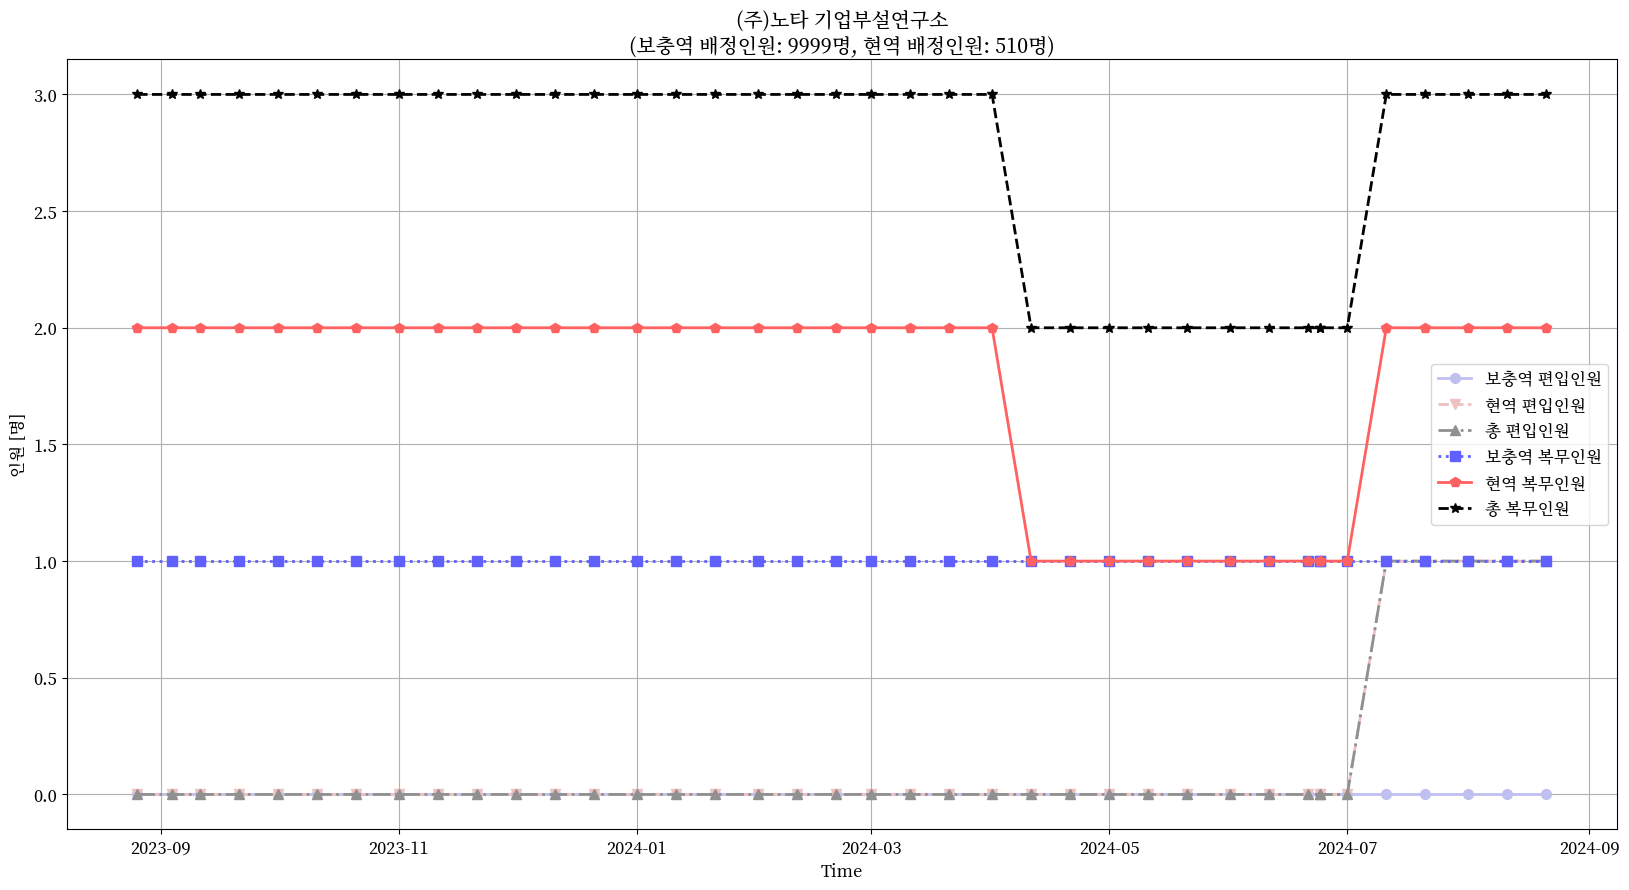 (주)노타 기업부설연구소
(보충역 배정인원: 9999명, 현역 배정인원: 510명)
3.0
2.5
2.0
1.5
1.0
0.5
0.0
인원 [명]
보충역 편입인원
현역 편입인원
총 편입인원
보충역 복무인원
현역 복무인원
총 복무인원
2023-09
2023-11
2024-01
2024-03
2024-05
2024-07
2024-09
Time